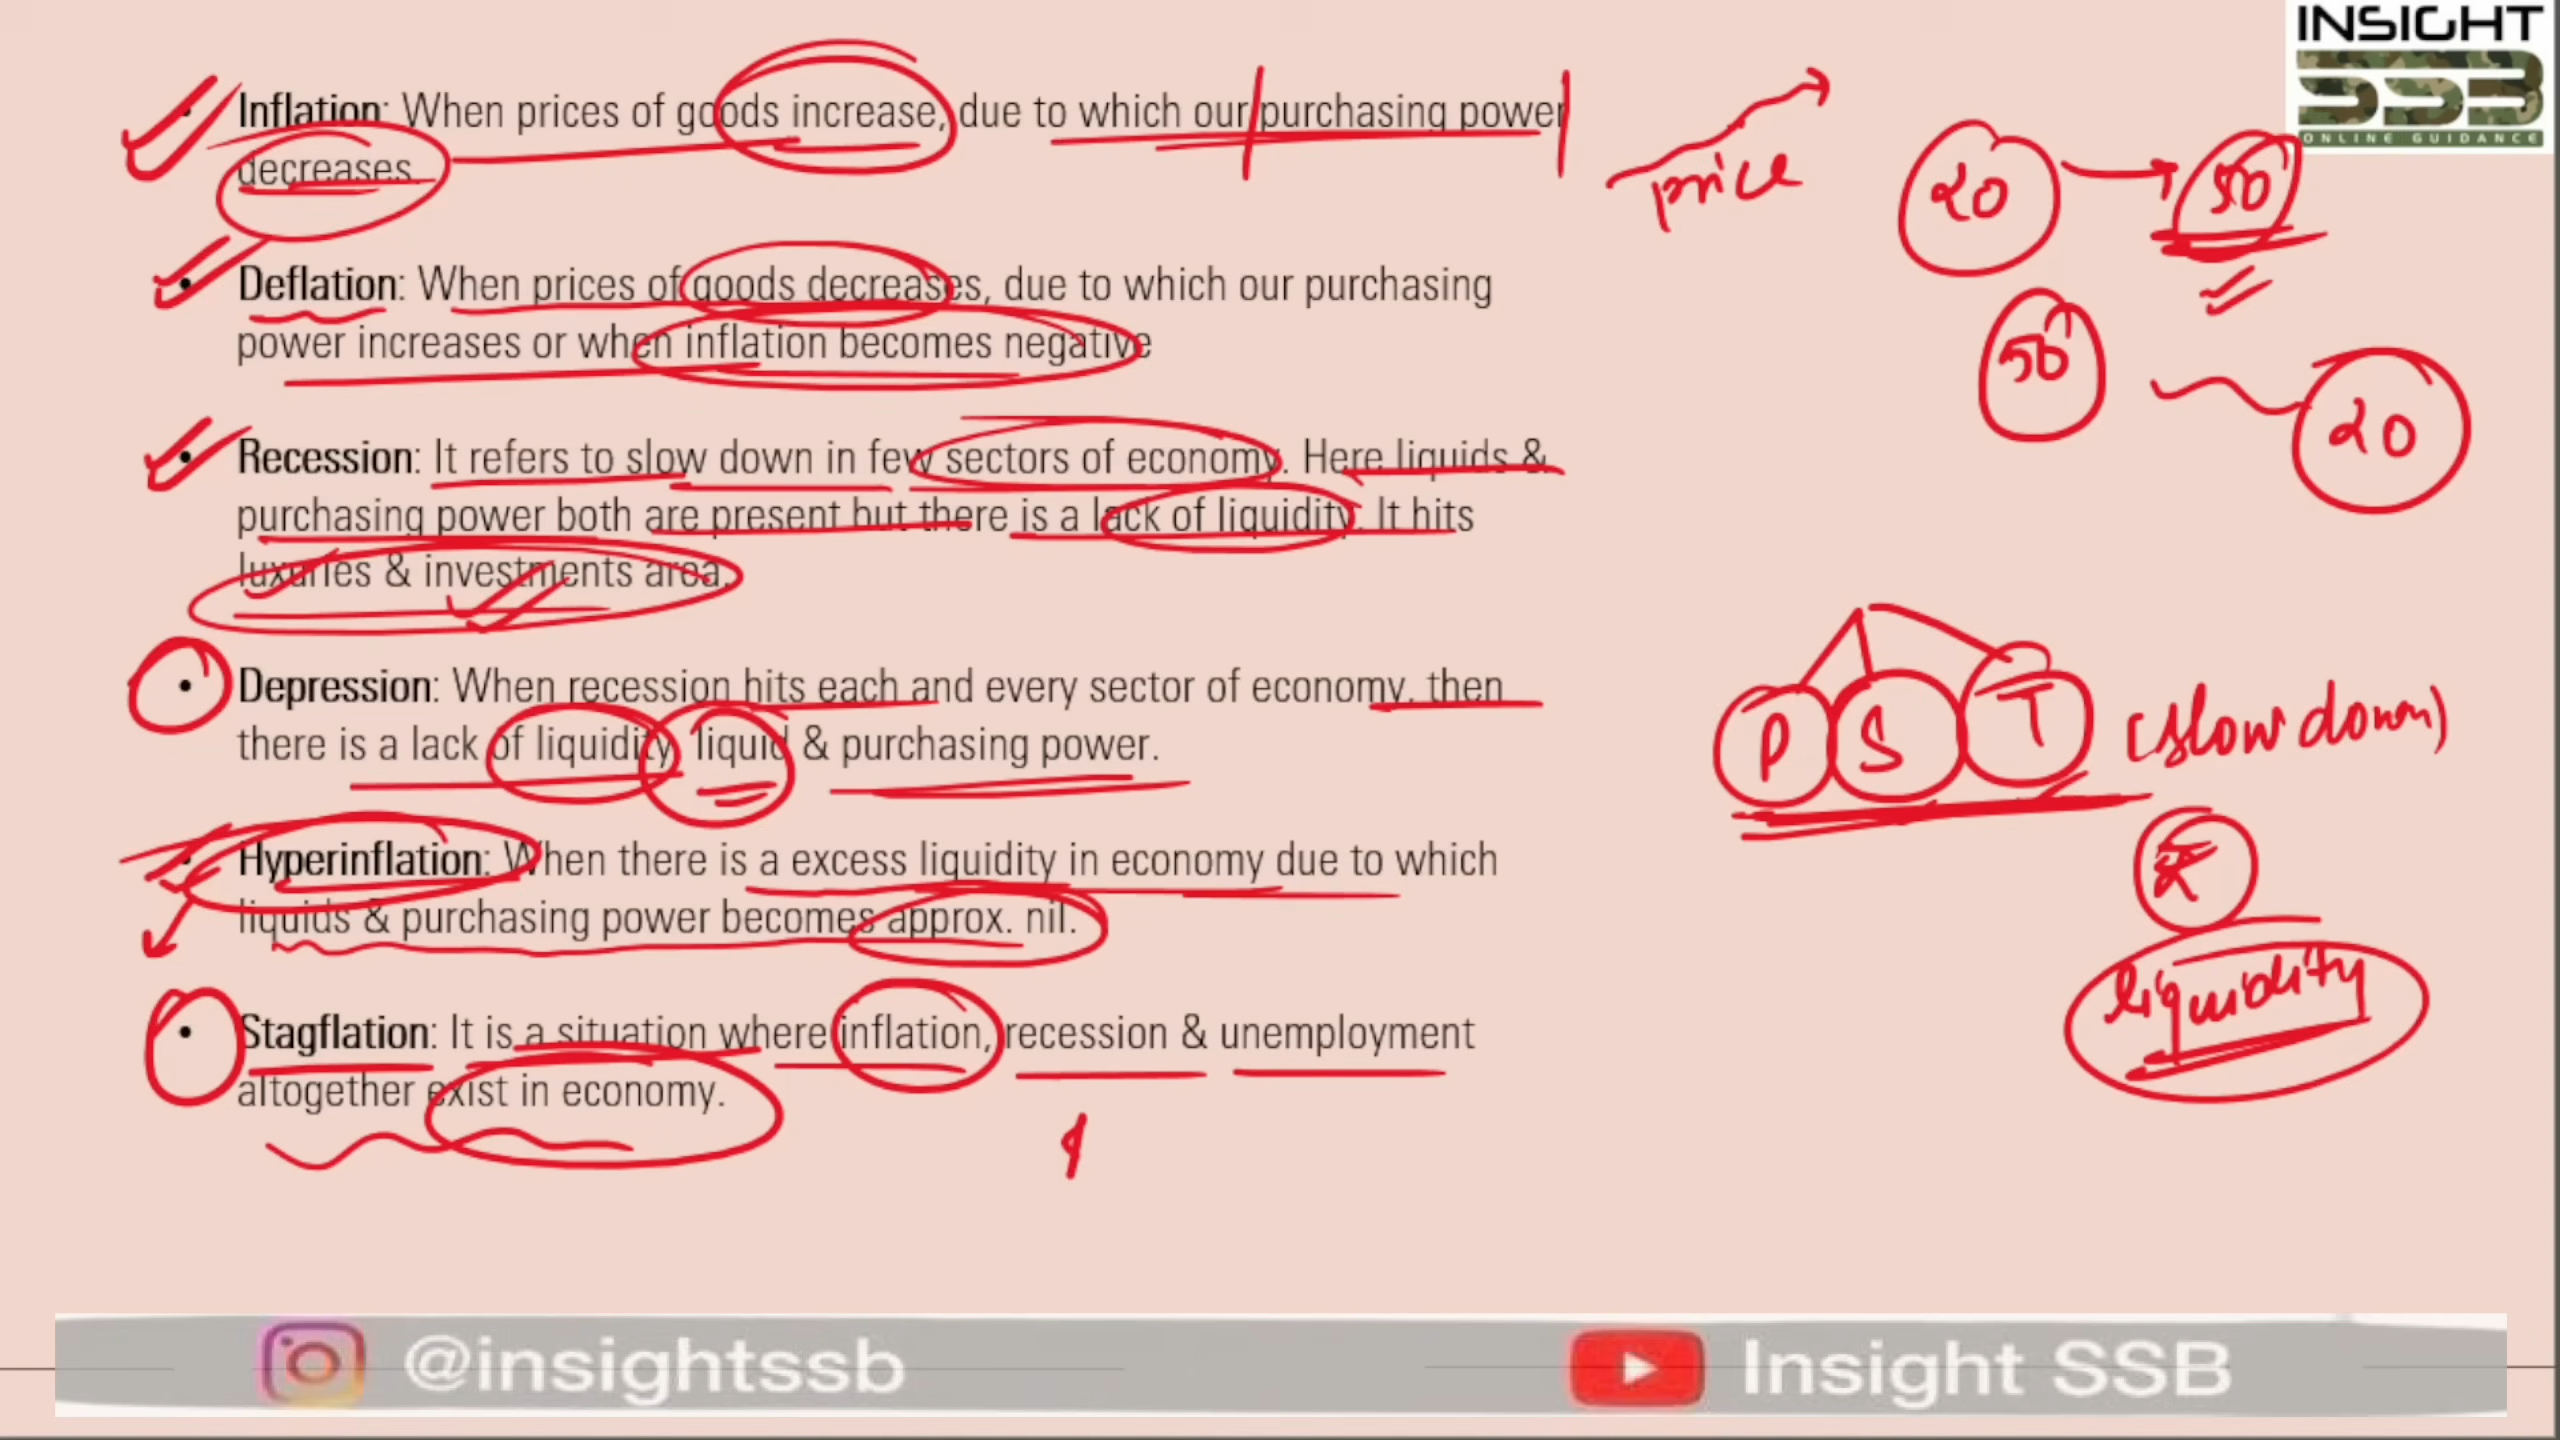 INSIGHT
SSB
ONLINE GUIDANCE
• Inflation: When prices of goods increase, due to which our purchasing power
decreases.
• Deflation: When prices of goods decreases, due to which our purchasing
power increases or when inflation becomes negative
• Recession: It refers to slow down in few sectors of economy. Here liquids &
purchasing power both are present but there is a lack of liquidity. It hits
luxuries & investments area.
• Depression: When recession hits each and every sector of economy, then
there is a lack of liquidity liquid & purchasing power.
• Hyperinflation: When there is a excess liquidity in economy due to which
liquids & purchasing power becomes approx. nil.
• Stagflation: It is a situation where inflation, recession & unemployment
altogether exist in economy.
price
20 → 50
50
20
P S T (slow down)
₹
liquidity
@insightssb
Insight SSB